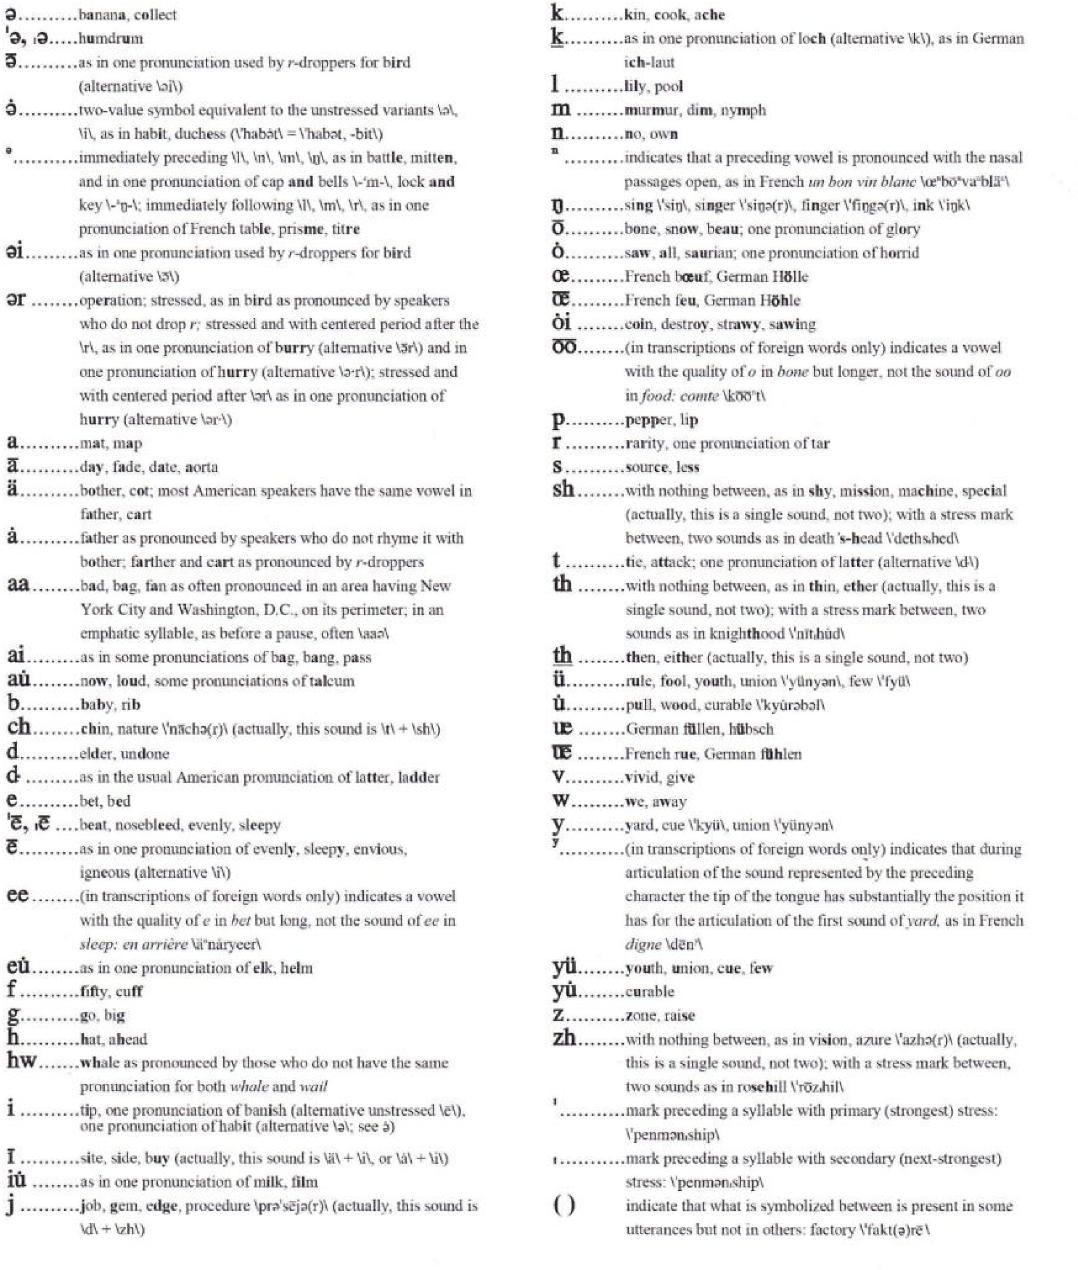 ə..........banana, collect
ˈə, ˌə.....humdrum
ə̄..........as in one pronunciation used by r-droppers for bird
(alternative \əi\)
ə̇..........two-value symbol equivalent to the unstressed variants \ə\,
\i\, as in habit, duchess (\ˈhabə̇t\ = \ˈhabət, -bit\)
ᵊ...........immediately preceding \l\, \n\, \m\, \ŋ\, as in battle, mitten,
and in one pronunciation of cap and bells \-ᵊm-\, lock and
key \-ᵊŋ-\; immediately following \l\, \m\, \r\, as in one
pronunciation of French table, prisme, titre
əi.........as in one pronunciation used by r-droppers for bird
(alternative \ə̄\)
ər ........operation; stressed, as in bird as pronounced by speakers
who do not drop r; stressed and with centered period after the
\r\, as in one pronunciation of burry (alternative \ə̄r\) and in
one pronunciation of hurry (alternative \ə·r\); stressed and
with centered period after \ər\ as in one pronunciation of
hurry (alternative \ər·\)
a..........mat, map
ā..........day, fade, date, aorta
ä..........bother, cot; most American speakers have the same vowel in
father, cart
ȧ..........father as pronounced by speakers who do not rhyme it with
bother; farther and cart as pronounced by r-droppers
aa ........bad, bag, fan as often pronounced in an area having New
York City and Washington, D.C., on its perimeter; in an
emphatic syllable, as before a pause, often \aaə\
ai.........as in some pronunciations of bag, bang, pass
au̇........now, loud, some pronunciations of talcum
b..........baby, rib
ch........chin, nature \ˈnāchə(r)\ (actually, this sound is \t\ + \sh\)
d..........elder, undone
d· .........as in the usual American pronunciation of latter, ladder
e..........bet, bed
ˈē, ˌē ....beat, nosebleed, evenly, sleepy
ē..........as in one pronunciation of evenly, sleepy, envious,
igneous (alternative \i\)
ee ........(in transcriptions of foreign words only) indicates a vowel
with the quality of e in bet but long, not the sound of ee in
sleep: en arrière \äⁿnȧryeer\
eu̇........as in one pronunciation of elk, helm
f ..........fifty, cuff
g..........go, big
h..........hat, ahead
hw.......whale as pronounced by those who do not have the same
pronunciation for both whale and wail
i ..........tip, one pronunciation of banish (alternative unstressed \ē\),
one pronunciation of habit (alternative \ə\; see ə̇)
ī ..........site, side, buy (actually, this sound is \ä\ + \i\, or \ȧ\ + \i\)
iu̇ ........as in one pronunciation of milk, film
j ..........job, gem, edge, procedure \prəˈsējə(r)\ (actually, this sound is
\d\ + \zh\)
k..........kin, cook, ache
k̲..........as in one pronunciation of loch (alternative \k\), as in German
ich-laut
l ..........lily, pool
m ........murmur, dim, nymph
n..........no, own
ⁿ ..........indicates that a preceding vowel is pronounced with the nasal
passages open, as in French un bon vin blanc \œⁿbōⁿvaⁿbläⁿ\
ŋ..........sing \ˈsiŋ\, singer \ˈsiŋə(r)\, finger \ˈfiŋgə(r)\, ink \ˈiŋk\
ō..........bone, snow, beau; one pronunciation of glory
ȯ..........saw, all, saurian; one pronunciation of horrid
œ.........French bœuf, German Hölle
œ̄.........French feu, German Höhle
ȯi ........coin, destroy, strawy, sawing
ōō........(in transcriptions of foreign words only) indicates a vowel
with the quality of o in bone but longer, not the sound of oo
in food: comte \kōōⁿt\
p..........pepper, lip
r ..........rarity, one pronunciation of tar
s ..........source, less
sh........with nothing between, as in shy, mission, machine, special
(actually, this is a single sound, not two); with a stress mark
between, two sounds as in death's-head \ˈdethsˌhed\
t ..........tie, attack; one pronunciation of latter (alternative \d·\)
th ........with nothing between, as in thin, ether (actually, this is a
single sound, not two); with a stress mark between, two
sounds as in knighthood \ˈnītˌhu̇d\
t̲h̲ ........then, either (actually, this is a single sound, not two)
ü..........rule, fool, youth, union \ˈyünyən\, few \ˈfyü\
u̇..........pull, wood, curable \ˈkyu̇rəbəl\
ue ........German füllen, hübsch
u̅e̅ ........French rue, German fühlen
v..........vivid, give
w.........we, away
y..........yard, cue \ˈkyü\, union \ˈyünyən\
ʸ...........(in transcriptions of foreign words only) indicates that during
articulation of the sound represented by the preceding
character the tip of the tongue has substantially the position it
has for the articulation of the first sound of yard, as in French
digne \dēnʸ\
yü........youth, union, cue, few
yu̇........curable
z..........zone, raise
zh........with nothing between, as in vision, azure \ˈazhə(r)\ (actually,
this is a single sound, not two); with a stress mark between,
two sounds as in rosehill \ˈrōzˌhil\
ˈ...........mark preceding a syllable with primary (strongest) stress:
\ˈpenmənˌship\
ˌ...........mark preceding a syllable with secondary (next-strongest)
stress: \ˈpenmənˌship\
( ) indicate that what is symbolized between is present in some
utterances but not in others: factory \ˈfakt(ə)rē\